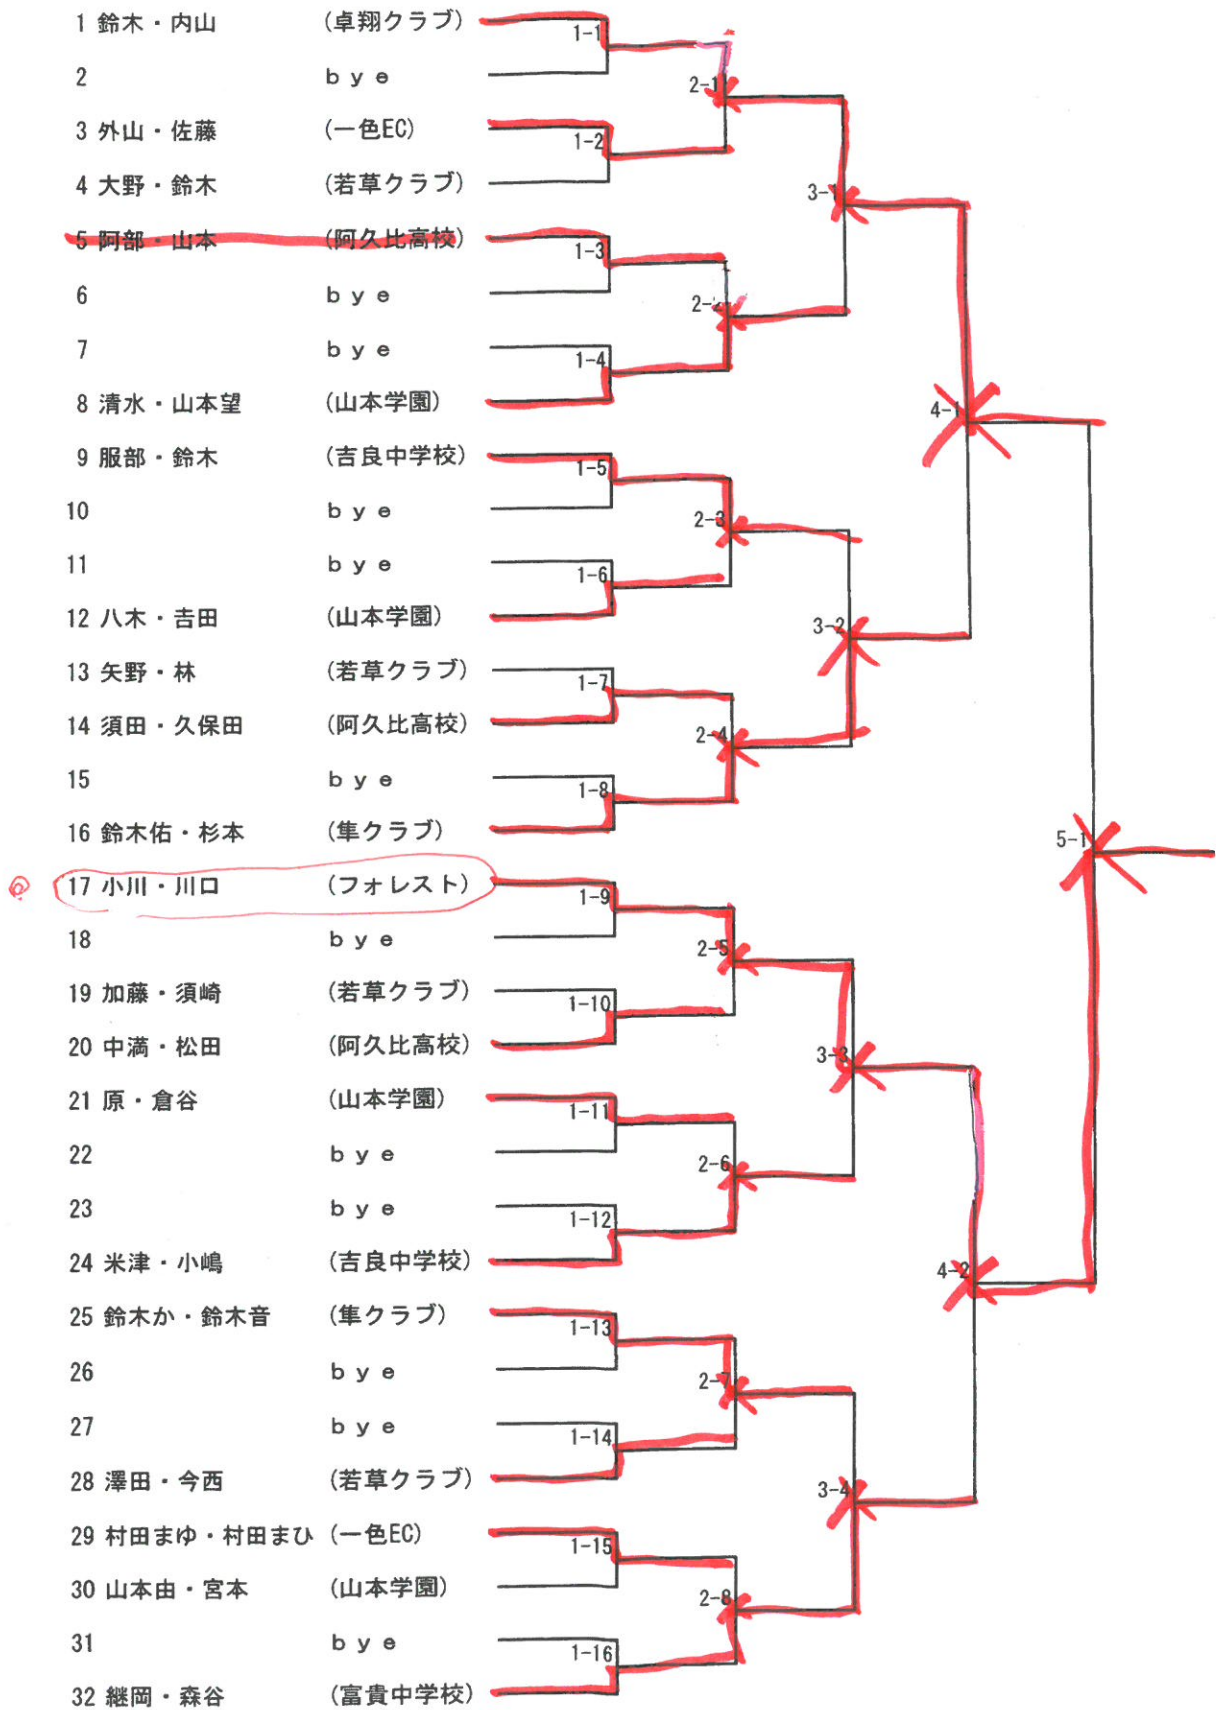 1 鈴木・内山 (卓翔クラブ)
1-1
2 bye
2-1
3 外山・佐藤 (一色EC)
1-2
4 大野・鈴木 (若草クラブ)
3-1
5 阿部・山本 (阿久比高校)
1-3
6 bye
2-2
7 bye
1-4
8 清水・山本望 (山本学園)
4-1
9 服部・鈴木 (吉良中学校)
1-5
10 bye
2-3
11 bye
1-6
12 八木・吉田 (山本学園)
3-2
13 矢野・林 (若草クラブ)
1-7
14 須田・久保田 (阿久比高校)
2-4
15 bye
1-8
16 鈴木佑・杉本 (隼クラブ)
5-1
17 小川・川口 (フォレスト)
1-9
18 bye
2-5
19 加藤・須崎 (若草クラブ)
1-10
20 中満・松田 (阿久比高校)
3-3
21 原・倉谷 (山本学園)
1-11
22 bye
2-6
23 bye
1-12
24 米津・小嶋 (吉良中学校)
4-2
25 鈴木か・鈴木音 (隼クラブ)
1-13
26 bye
2-7
27 bye
1-14
28 澤田・今西 (若草クラブ)
3-4
29 村田まゆ・村田まひ (一色EC)
1-15
30 山本由・宮本 (山本学園)
2-8
31 bye
1-16
32 継岡・森谷 (富貴中学校)